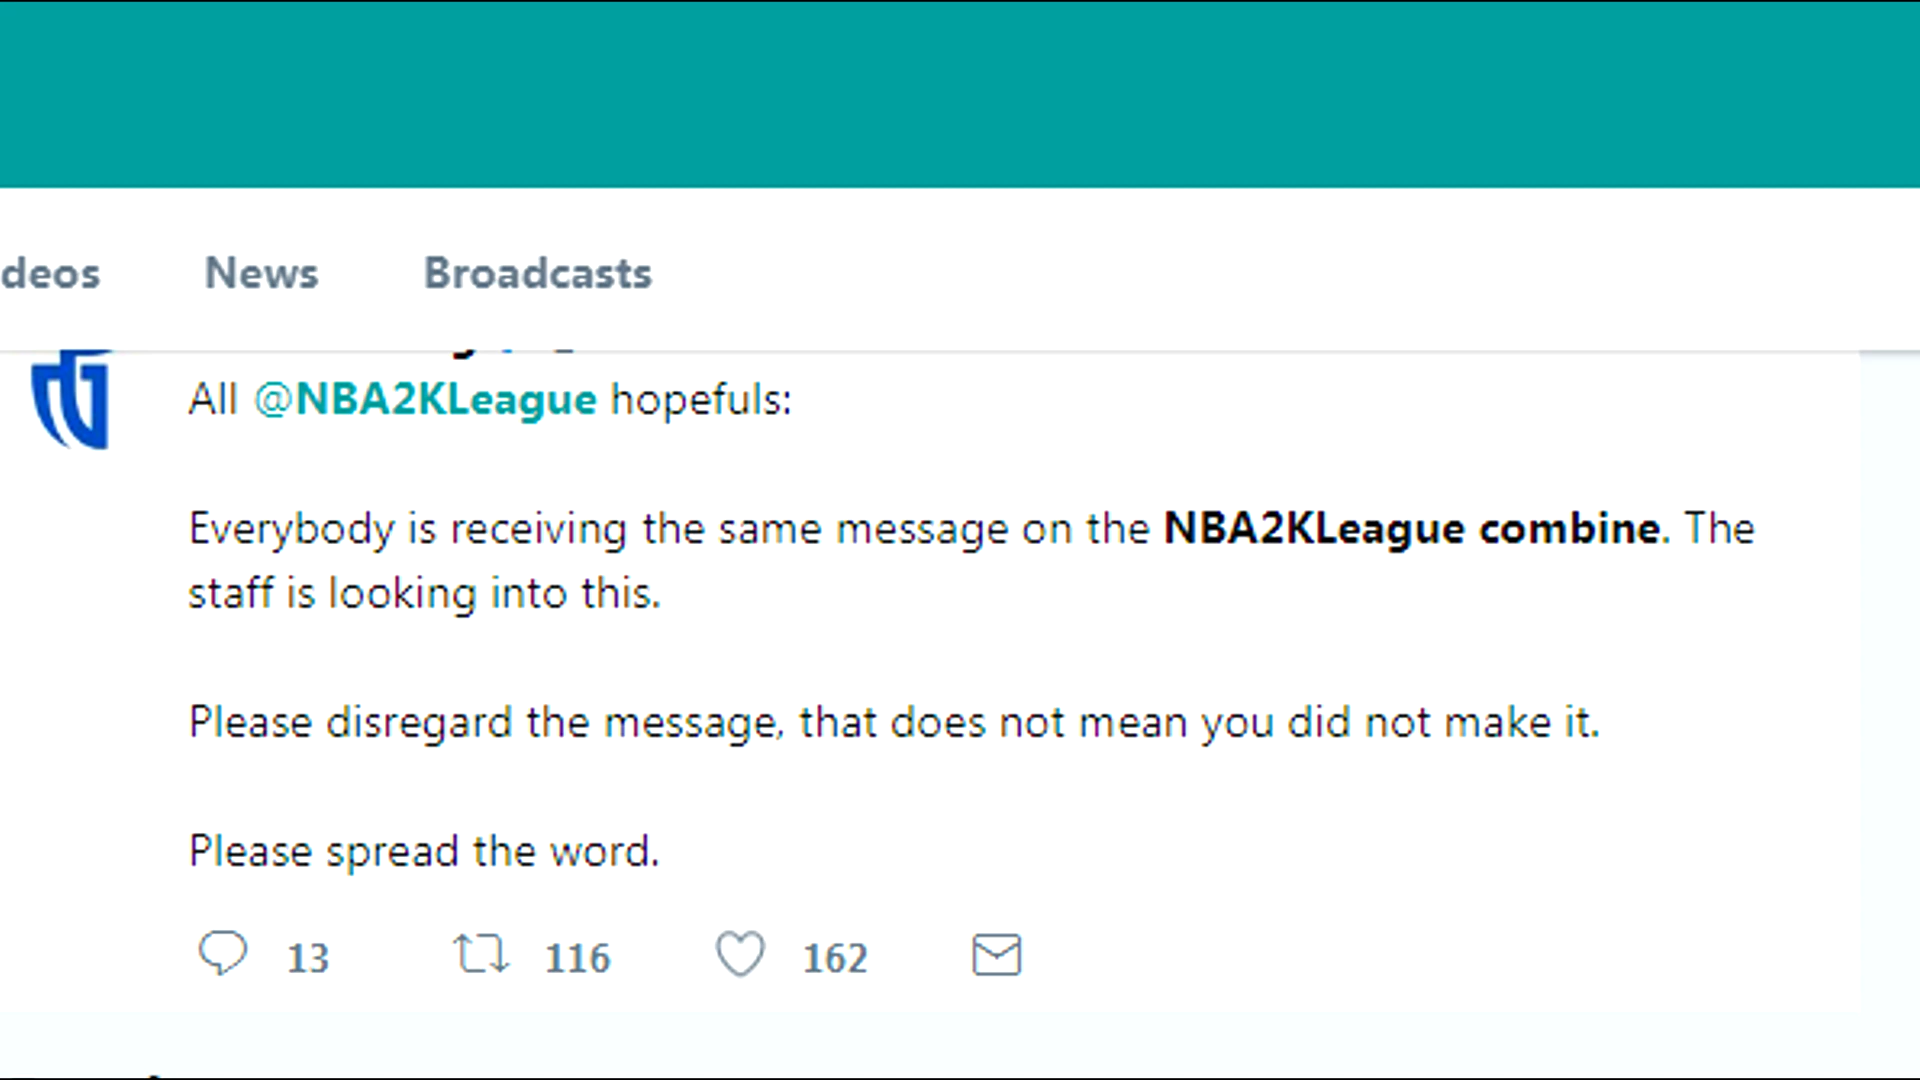 deos News Broadcasts
All @NBA2KLeague hopefuls:
Everybody is receiving the same message on the NBA2KLeague combine. The
staff is looking into this.
Please disregard the message, that does not mean you did not make it.
Please spread the word.
13 116 162